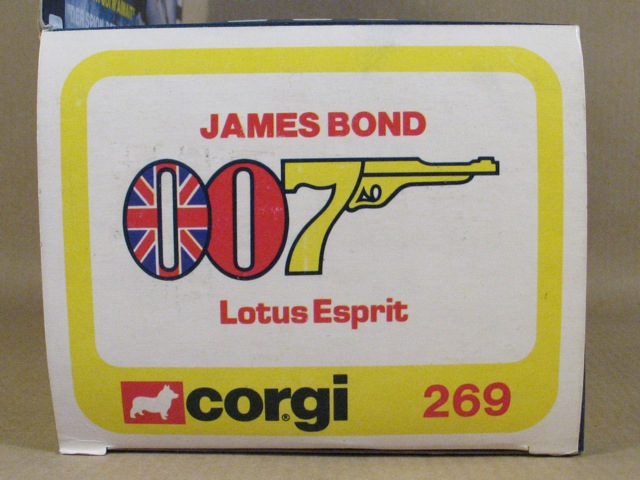 JAMES BOND
007
Lotus Esprit
corgi®
269